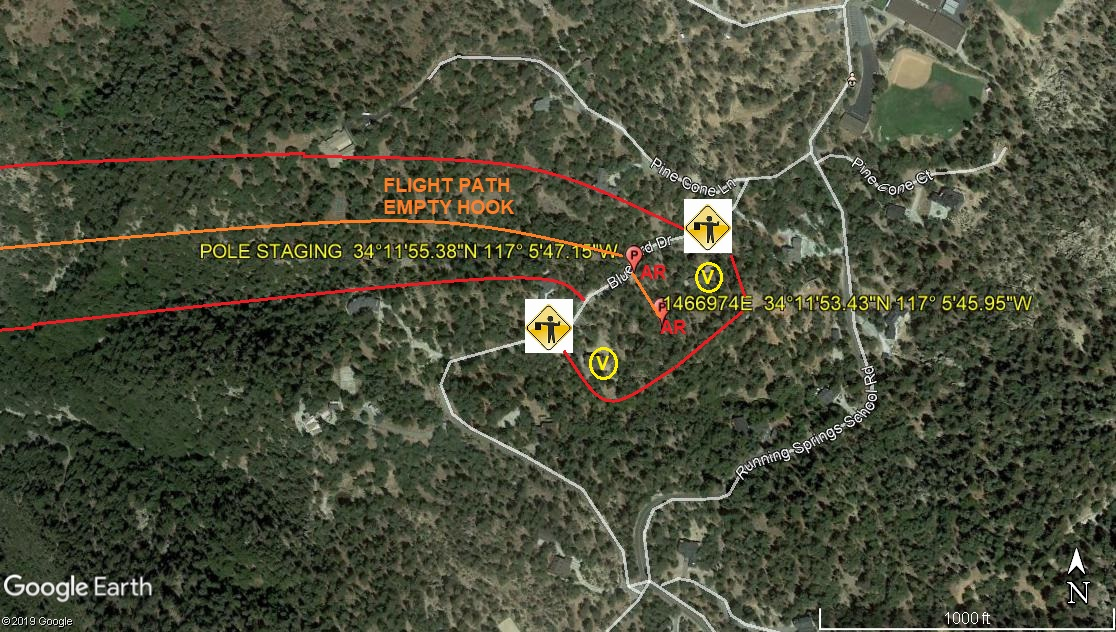 Pine Cone Ln
Pine Cone Ct
FLIGHT PATH
EMPTY HOOK
POLE STAGING 34°11'55.38"N 117° 5'47.15"W
P
AR
V
P
1466974E 34°11'53.43"N 117° 5'45.95"W
AR
V
Running Springs School Rd
Google Earth
©2019 Google
N
1000 ft